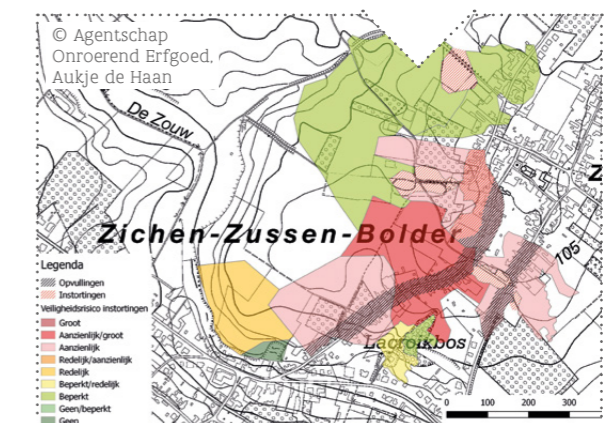 © Agentschap
Onroerend Erfgoed,
Aukje de Haan
De Zouw
Zichen-Zussen-Bolder
Z
105
Lacroixbos
Legenda
Opvullingen
Instortingen
Veiligheidsrisico instortingen
Groot
Aanzienlijk/groot
Aanzienlijk
Redelijk/aanzienlijk
Redelijk
Beperkt/redelijk
Beperkt
Geen/beperkt
Geen
0 100 200 300